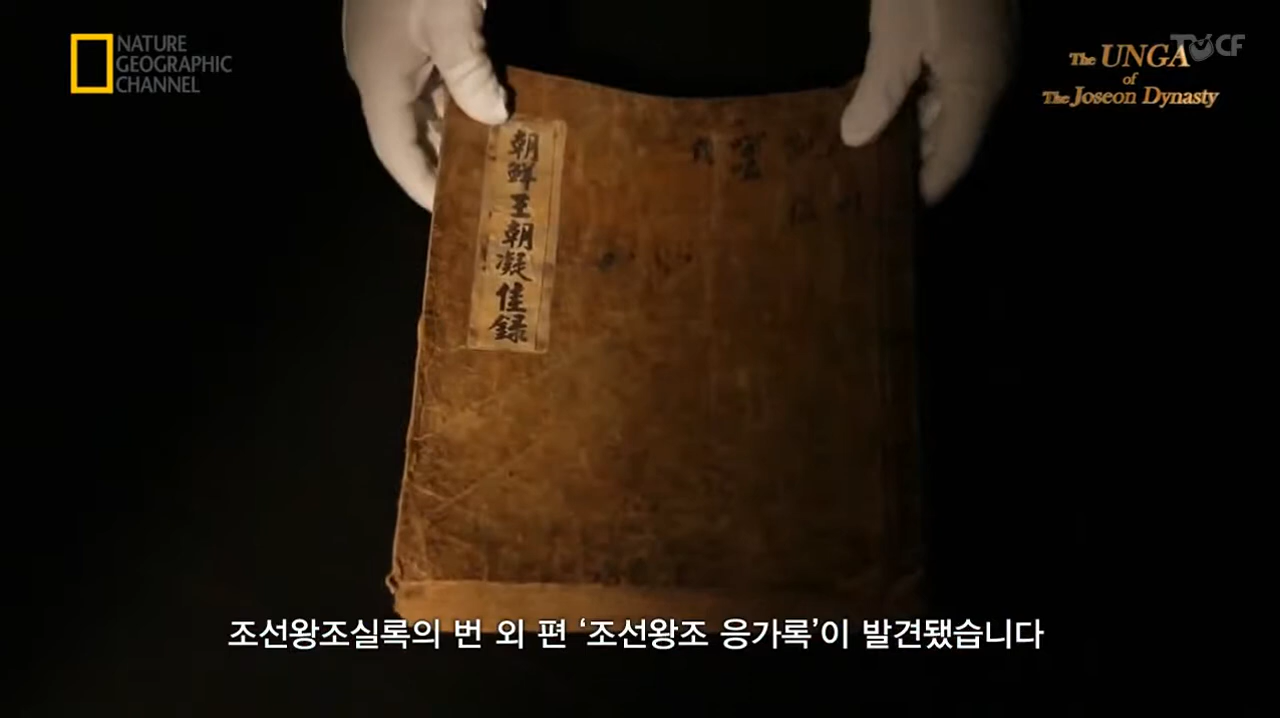 NATURE
GEOGRAPHIC
CHANNEL
TVCF
The UNGA
of
The Joseon Dynasty
朝鮮王朝凝佳録
조선왕조실록의 번 외 편 ‘조선왕조 응가록’이 발견됐습니다